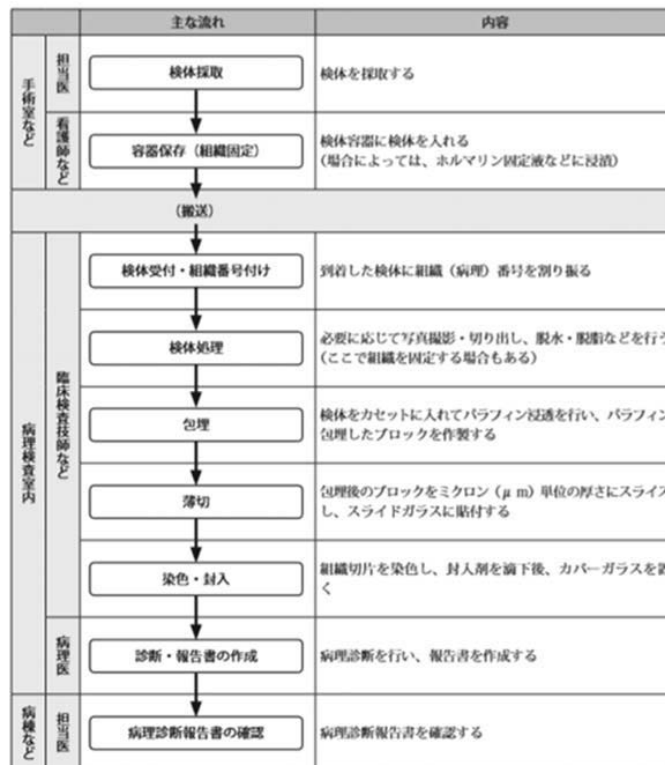 主な流れ
内容
手術室など
担当医
検体採取
検体を採取する
看護師など
容器保存（組織固定）
検体容器に検体を入れる
（場合によっては、ホルマリン固定液などに浸漬）
（搬送）
病理検査室内
臨床検査技師など
検体受付・組織番号付け
到着した検体に組織（病理）番号を割り振る
検体処理
必要に応じて写真撮影・切り出し、脱水・脱脂などを行う
（ここで組織を固定する場合もある）
包埋
検体をカセットに入れてパラフィン浸透を行い、パラフィン
包埋したブロックを作製する
薄切
包埋後のブロックをミクロン（μm）単位の厚さにスライス
し、スライドガラスに貼付する
染色・封入
組織切片を染色し、封入剤を滴下後、カバーガラスを置
く
病理医
診断・報告書の作成
病理診断を行い、報告書を作成する
病棟など
担当医
病理診断報告書の確認
病理診断報告書を確認する